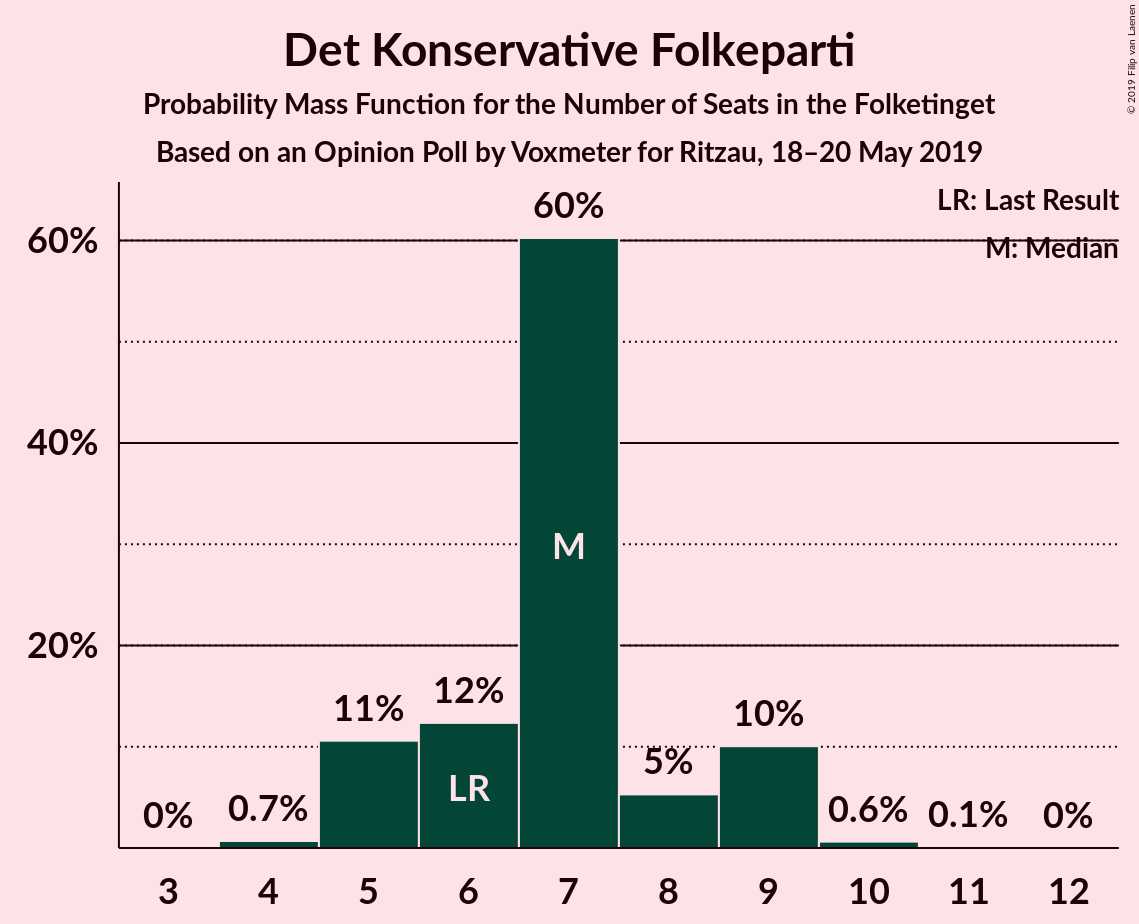 Det Konservative Folkeparti
Probability Mass Function for the Number of Seats in the Folketinget
Based on an Opinion Poll by Voxmeter for Ritzau, 18–20 May 2019
© 2019 Filip van Laenen
LR: Last Result
M: Median
60%
40%
20%
0%
0.7%
11%
12%
60%
5%
10%
0.6%
0.1%
0%
LR
M
3
4
5
6
7
8
9
10
11
12